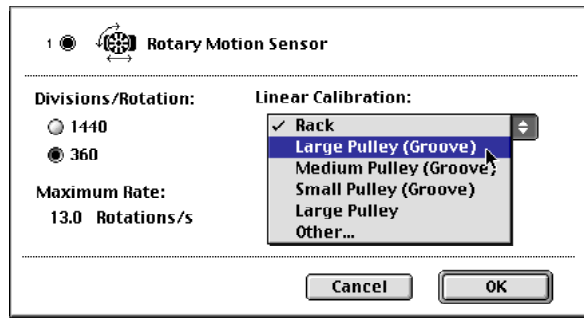 1 Rotary Motion Sensor
Divisions/Rotation:
1440
360
Maximum Rate:
13.0 Rotations/s
Linear Calibration:
✓ Rack
Large Pulley (Groove)
Medium Pulley (Groove)
Small Pulley (Groove)
Large Pulley
Other...
Cancel
OK